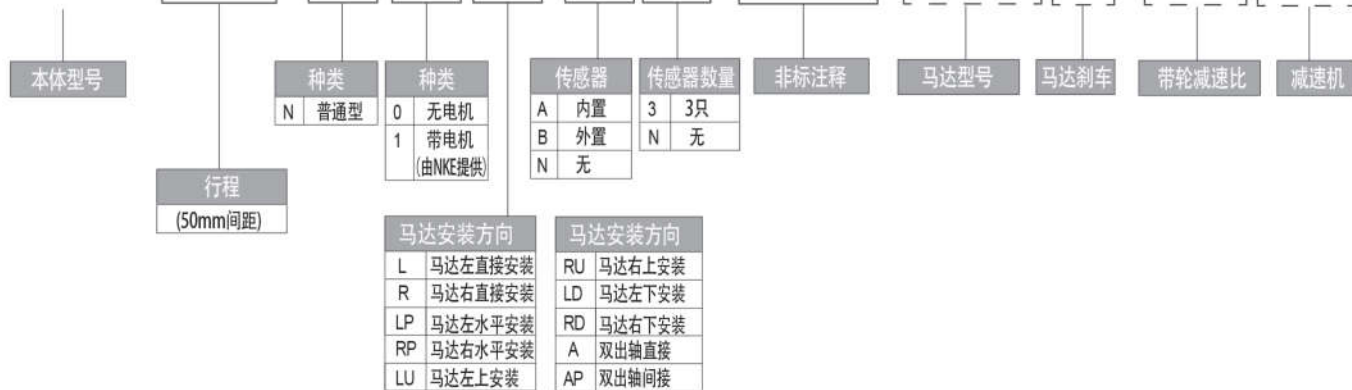 本体型号
种类
N 普通型
种类
0 无电机
1 带电机
(由NKE提供)
传感器
A 内置
B 外置
N 无
传感器数量
3 3只
N 无
非标注释
马达型号
马达刹车
带轮减速比
减速机
行程
(50mm间距)
马达安装方向
L 马达左直接安装
R 马达右直接安装
LP 马达左水平安装
RP 马达右水平安装
LU 马达左上安装
马达安装方向
RU 马达右上安装
LD 马达左下安装
RD 马达右下安装
A 双出轴直接
AP 双出轴间接